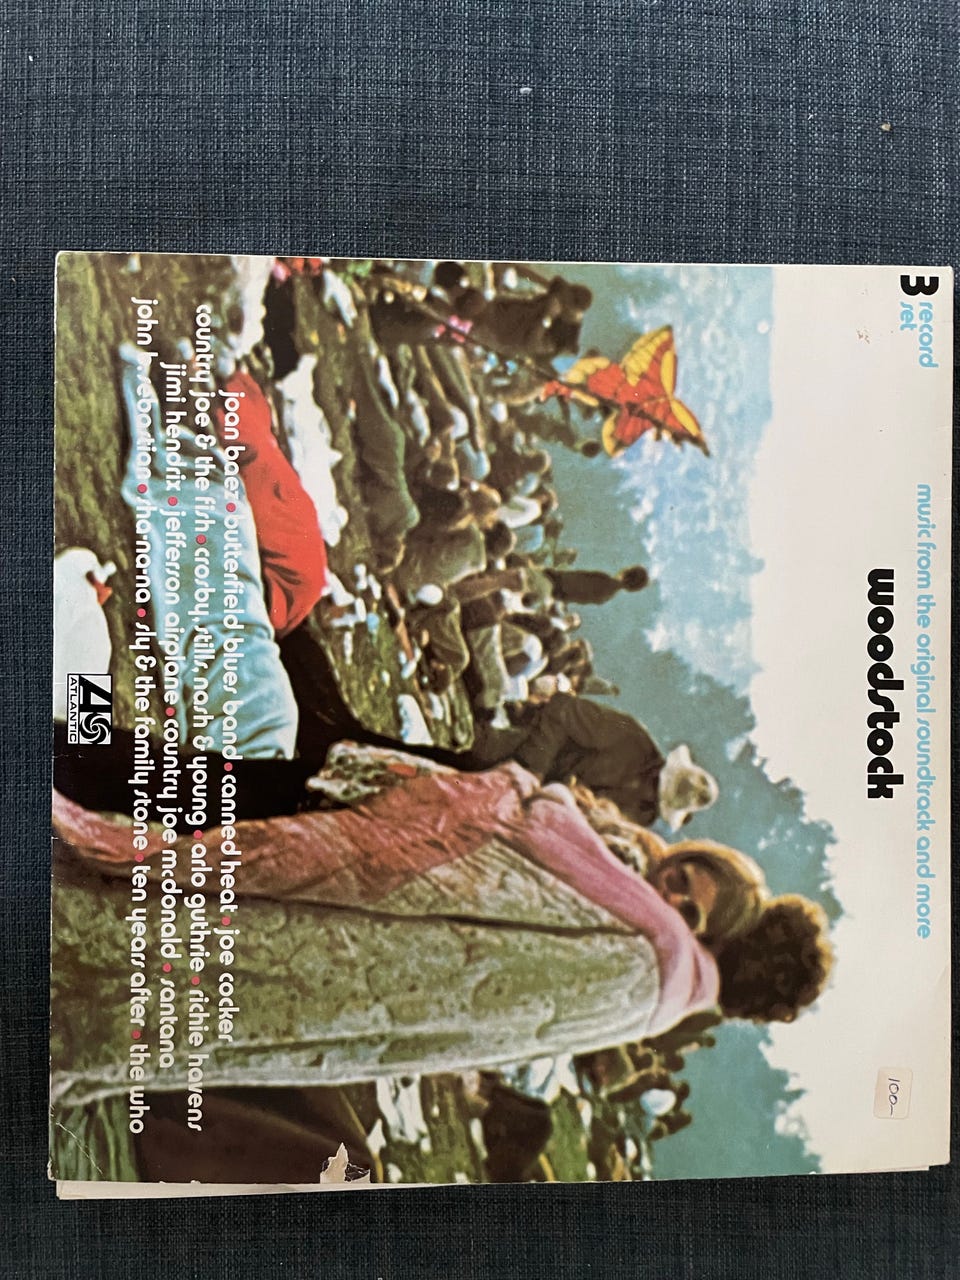 3 record
set
music from the original soundtrack and more
woodstock
100-
joan baez • butterfield blues band • canned heat • joe cocker
country joe & the fish • crosby, stills, nash & young • arlo guthrie • richie havens
jimi hendrix • jefferson airplane • country joe mcdonald • santana
john b. sebastian • sha-na-na • sly & the family stone • ten years after • the who
ATLANTIC